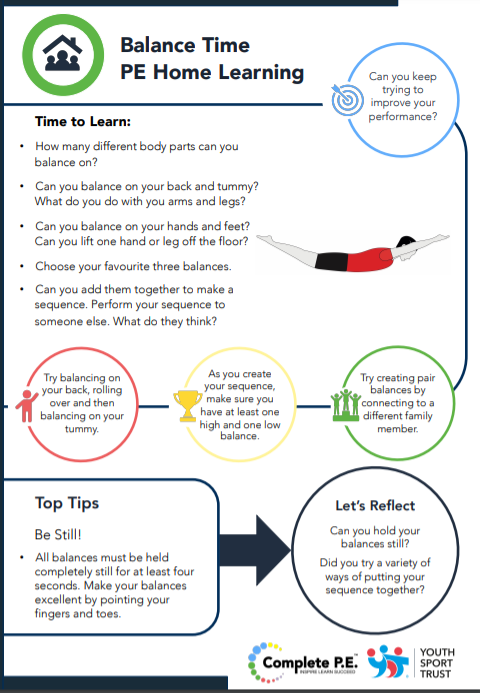 Balance Time
PE Home Learning
Can you keep
trying to
improve your
performance?
Time to Learn:
• How many different body parts can you
balance on?
• Can you balance on your back and tummy?
What do you do with you arms and legs?
• Can you balance on your hands and feet?
Can you lift one hand or leg off the floor?
• Choose your favourite three balances.
• Can you add them together to make a
sequence. Perform your sequence to
someone else. What do they think?
Try balancing on
your back, rolling
over and then
balancing on your
tummy.
As you create
your sequence,
make sure you
have at least one
high and one low
balance.
Try creating pair
balances by
connecting to a
different family
member.
Top Tips
Be Still!
• All balances must be held
completely still for at least four
seconds. Make your balances
excellent by pointing your
fingers and toes.
Let's Reflect
Can you hold your
balances still?
Did you try a variety of
ways of putting your
sequence together?
Complete P.E.™
INSPIRE LEARN SUCCEED
YOUTH
SPORT
TRUST